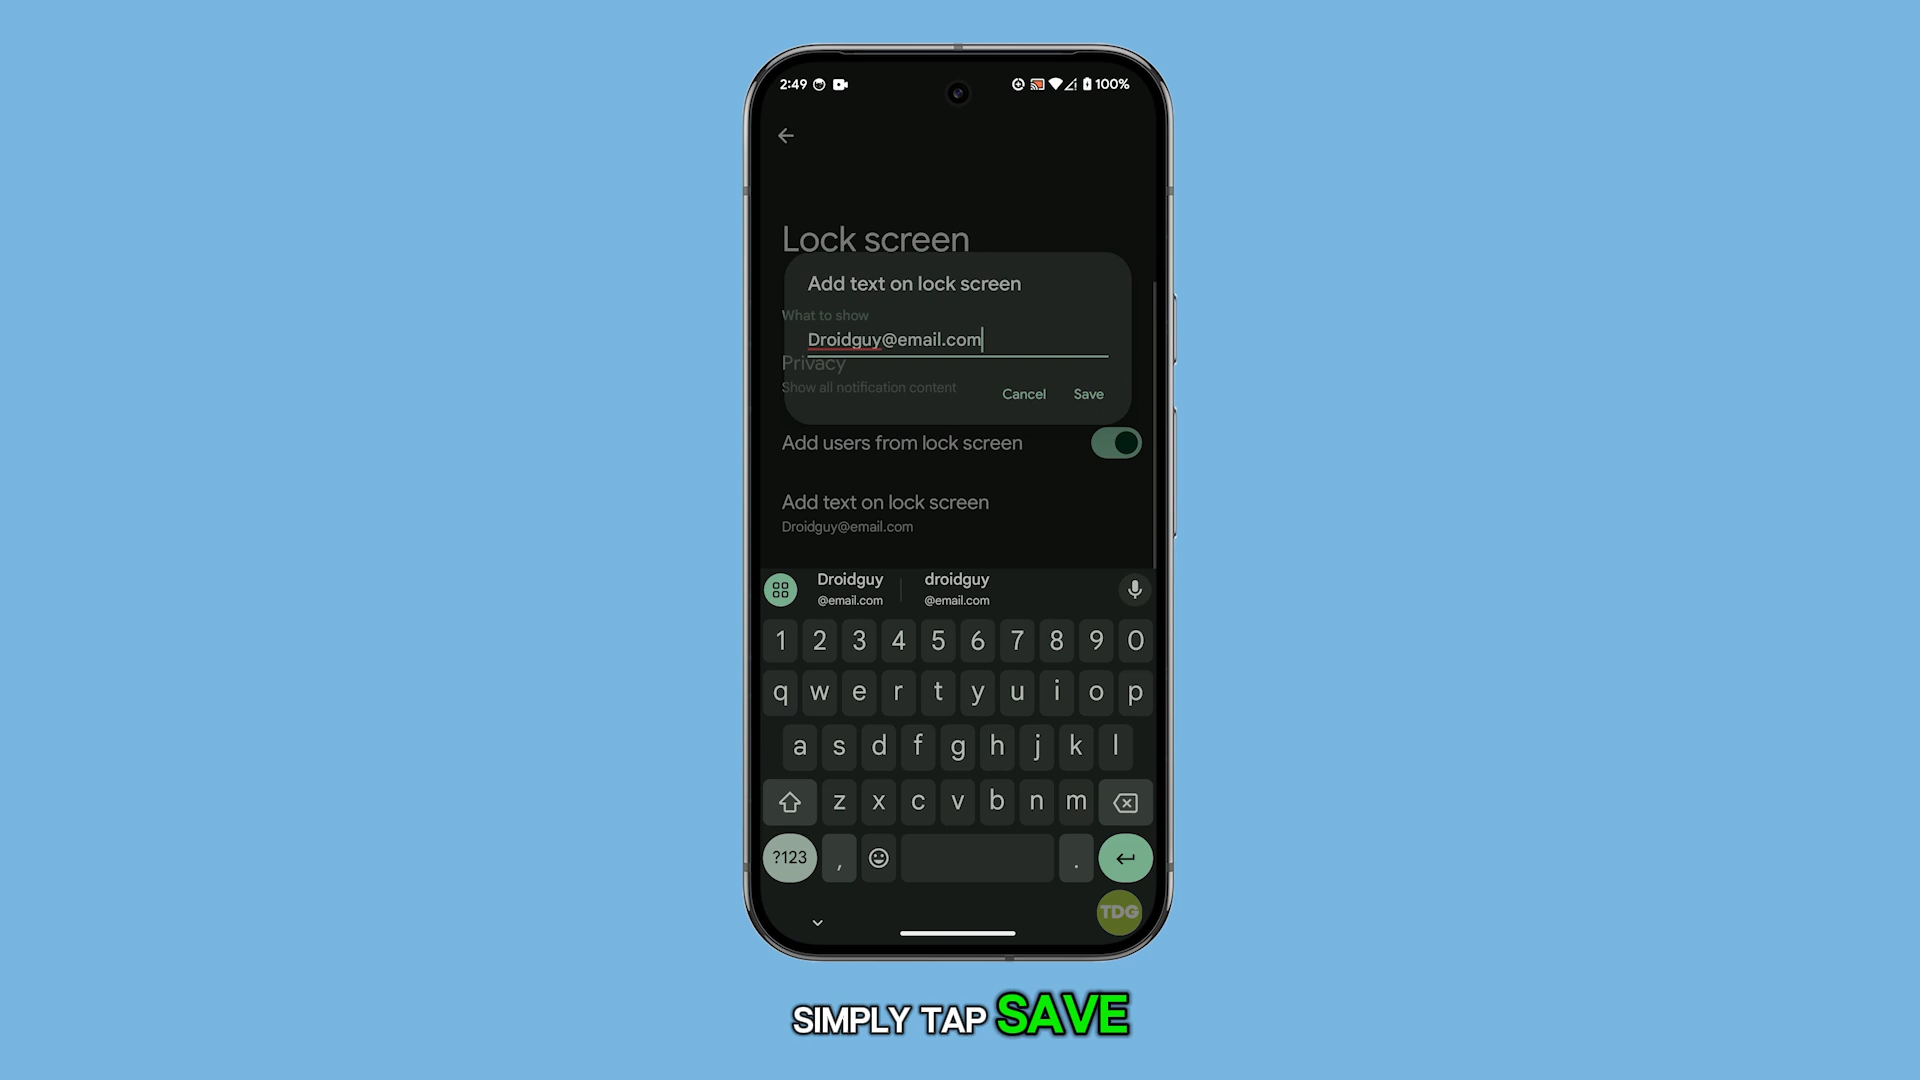 2:49 100%
Lock screen
Add text on lock screen
What to show
Droidguy@email.com
Privacy
Show all notification content
Cancel Save
Add users from lock screen
Add text on lock screen
Droidguy@email.com
Droidguy droidguy
@email.com @email.com
1 2 3 4 5 6 7 8 9 0
q w e r t y u i o p
a s d f g h j k l
z x c v b n m
?123 , .
TDG
SIMPLY TAP SAVE